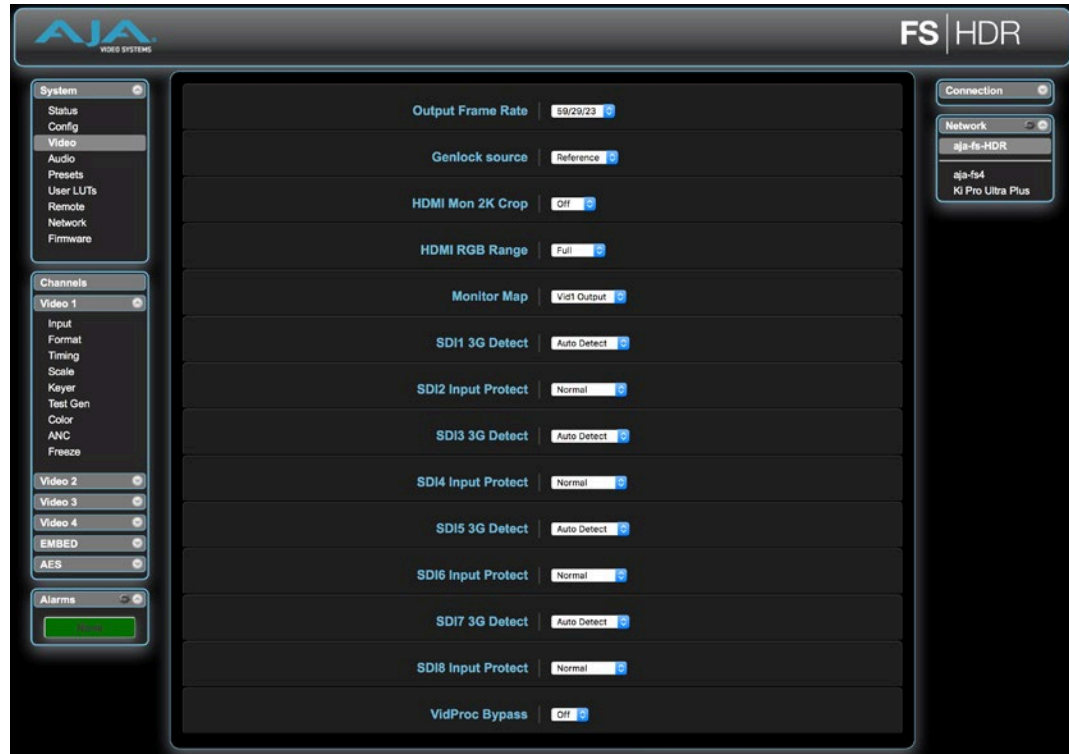 AJA
VIDEO SYSTEMS
FS|HDR
System
Status
Config
Video
Audio
Presets
User LUTs
Remote
Network
Firmware
Channels
Video 1
Input
Format
Timing
Scale
Keyer
Test Gen
Color
ANC
Freeze
Video 2
Video 3
Video 4
EMBED
AES
Alarms
None
Output Frame Rate 59/29/23
Genlock source Reference
HDMI Mon 2K Crop Off
HDMI RGB Range Full
Monitor Map Vid1 Output
SDI1 3G Detect Auto Detect
SDI2 Input Protect Normal
SDI3 3G Detect Auto Detect
SDI4 Input Protect Normal
SDI5 3G Detect Auto Detect
SDI6 Input Protect Normal
SDI7 3G Detect Auto Detect
SDI8 Input Protect Normal
VidProc Bypass Off
Connection
Network
aja-fs-HDR
aja-fs4
Ki Pro Ultra Plus